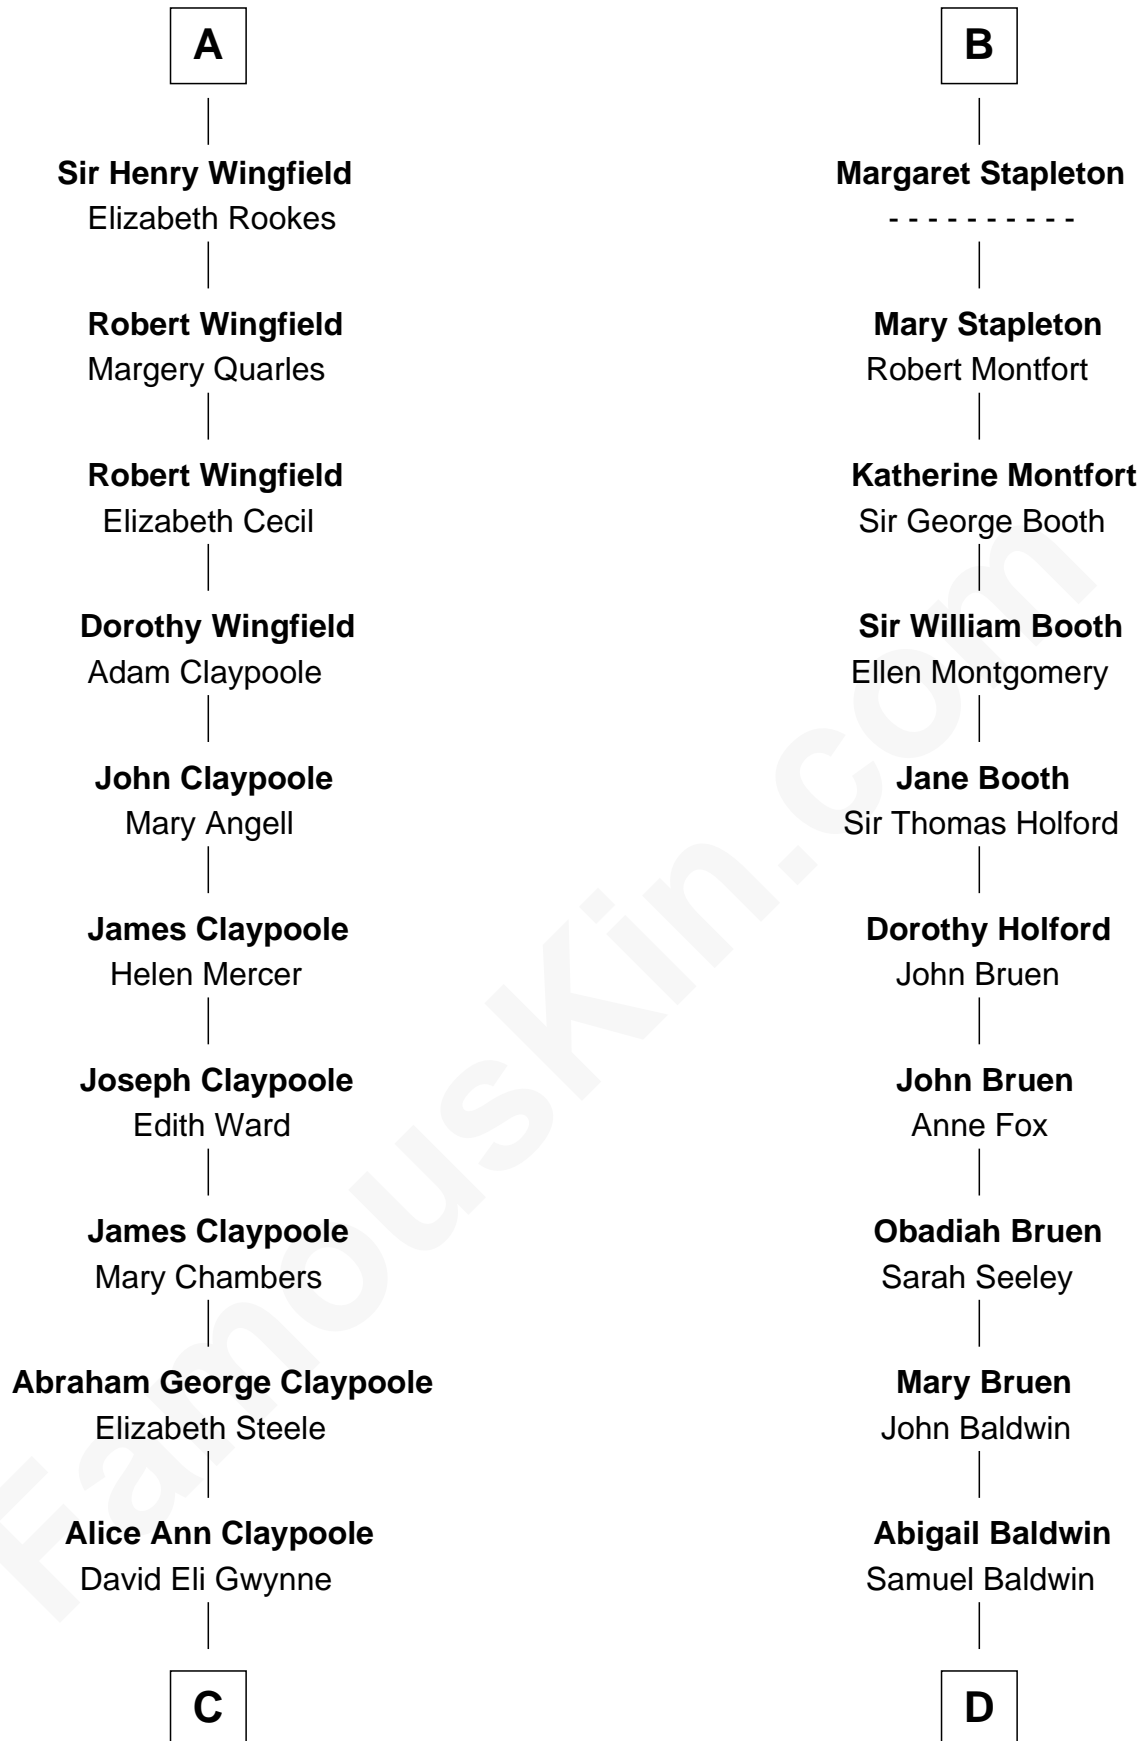 A
Sir Henry Wingfield
Elizabeth Rookes
Robert Wingfield
Margery Quarles
Robert Wingfield
Elizabeth Cecil
Dorothy Wingfield
Adam Claypoole
John Claypoole
Mary Angell
James Claypoole
Helen Mercer
Joseph Claypoole
Edith Ward
James Claypoole
Mary Chambers
Abraham George Claypoole
Elizabeth Steele
Alice Ann Claypoole
David Eli Gwynne
C
B
Margaret Stapleton
- - - - - - - - - -
Mary Stapleton
Robert Montfort
Katherine Montfort
Sir George Booth
Sir William Booth
Ellen Montgomery
Jane Booth
Sir Thomas Holford
Dorothy Holford
John Bruen
John Bruen
Anne Fox
Obadiah Bruen
Sarah Seeley
Mary Bruen
John Baldwin
Abigail Baldwin
Samuel Baldwin
D
FamousKin.com